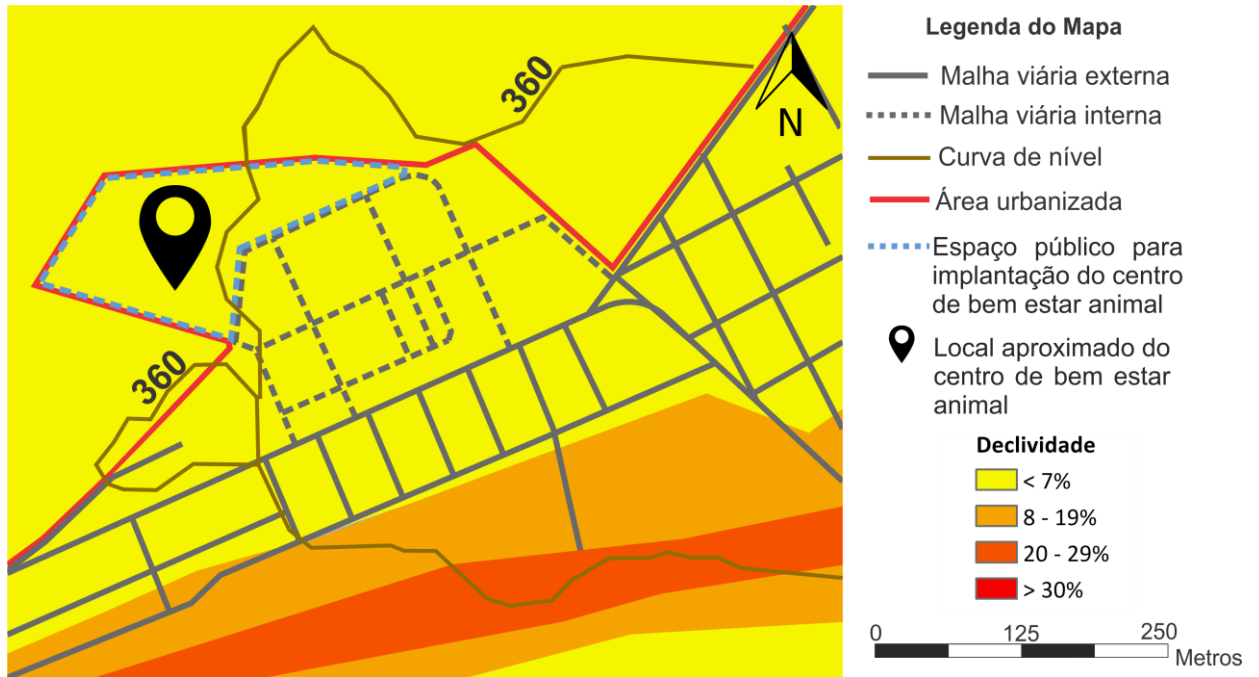 360
360
N
Legenda do Mapa
Malha viária externa
Malha viária interna
Curva de nível
Área urbanizada
Espaço público para
implantação do centro
de bem estar animal
Local aproximado do
centro de bem estar
animal
Declividade
< 7%
8 - 19%
20 - 29%
> 30%
0 125 250
Metros